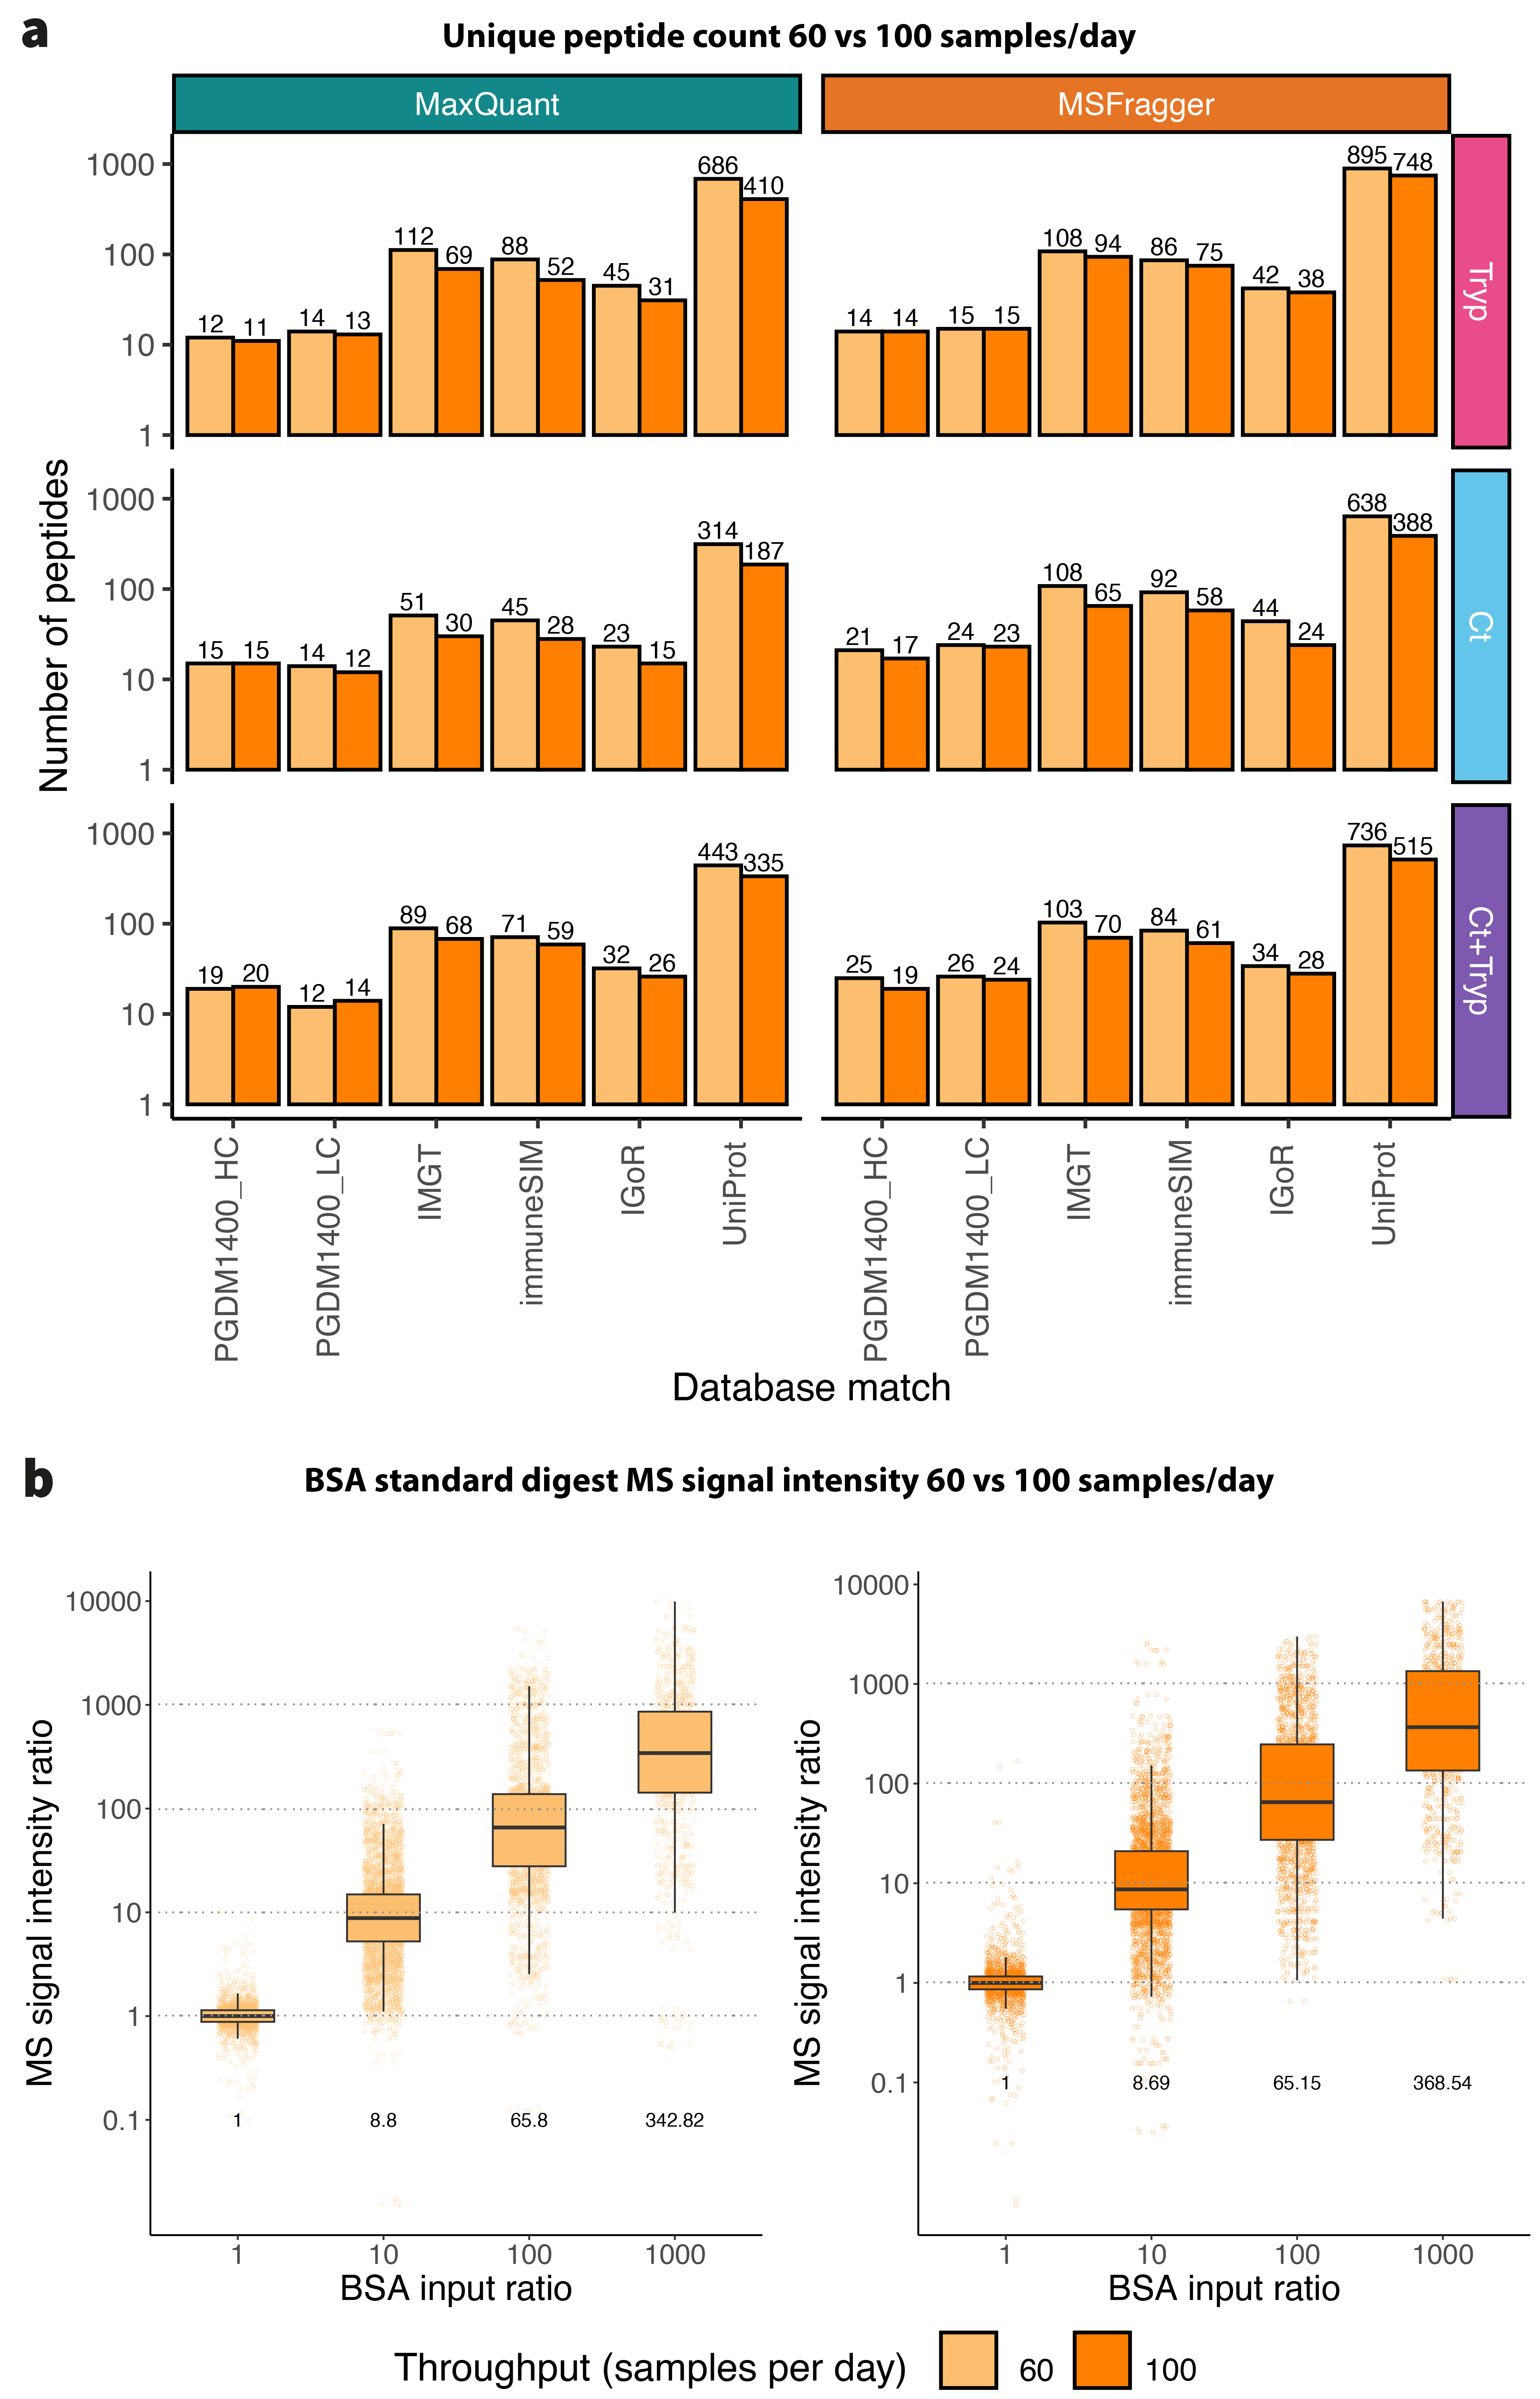 a
Unique peptide count 60 vs 100 samples/day
MaxQuant MSFragger
Number of peptides
1000
100
10
1
12 11 14 13 112 69 88 52 45 31 686 410
14 14 15 15 108 94 86 75 42 38 895 748
Tryp
1000
100
10
1
15 15 14 12 51 30 45 28 23 15 314 187
21 17 24 23 108 65 92 58 44 24 638 388
Ct
1000
100
10
1
19 20 12 14 89 68 71 59 32 26 443 335
25 19 26 24 103 70 84 61 34 28 736 515
Ct+Tryp
PGDM1400_HC PGDM1400_LC IMGT immuneSIM IGoR UniProt
PGDM1400_HC PGDM1400_LC IMGT immuneSIM IGoR UniProt
Database match
b
BSA standard digest MS signal intensity 60 vs 100 samples/day
MS signal intensity ratio
10000
1000
100
10
1
0.1
1 8.8 65.8 342.82
1 10 100 1000
BSA input ratio
MS signal intensity ratio
10000
1000
100
10
1
0.1
1 8.69 65.15 368.54
1 10 100 1000
BSA input ratio
Throughput (samples per day) 60 100